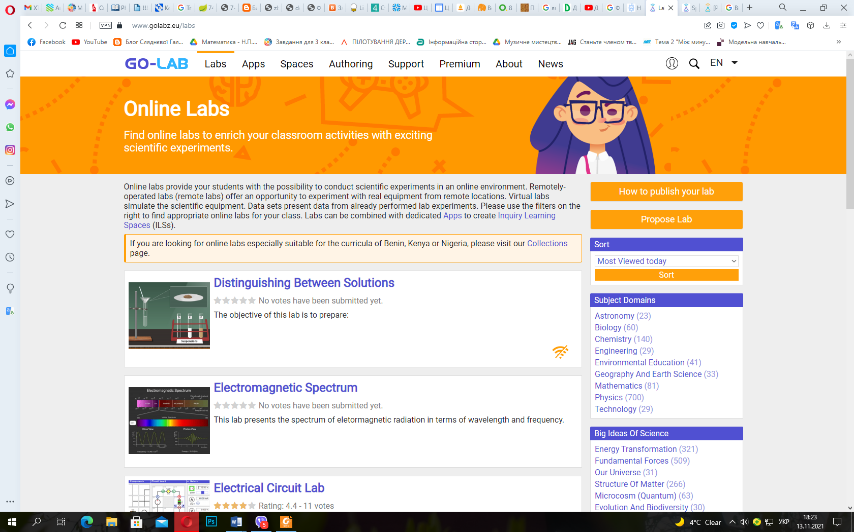 www.golabz.eu/labs
VPN
Facebook
YouTube
Блог Слєднєвої Гал...
Математика – Н.П....
Завдання для 3 кла...
ПІЛОТУВАННЯ ДЕР...
Інформаційна стор...
Музичне мистецтв...
Станьте членом тв...
Тема 2 "Між мину...
Модельна навчаль...
GO-LAB
Labs
Apps
Spaces
Authoring
Support
Premium
About
News
EN
Online Labs
Find online labs to enrich your classroom activities with exciting
scientific experiments.
Online labs provide your students with the possibility to conduct scientific experiments in an online environment. Remotely-
operated labs (remote labs) offer an opportunity to experiment with real equipment from remote locations. Virtual labs
simulate the scientific equipment. Data sets present data from already performed lab experiments. Please use the filters on the
right to find appropriate online labs for your class. Labs can be combined with dedicated Apps to create Inquiry Learning
Spaces (ILSs).
If you are looking for online labs especially suitable for the curricula of Benin, Kenya or Nigeria, please visit our Collections
page.
Distinguishing Between Solutions
No votes have been submitted yet.
The objective of this lab is to prepare:
Electromagnetic Spectrum
Electromagnetic Spectrum
No votes have been submitted yet.
This lab presents the spectrum of eletormagnetic radiation in terms of wavelength and frequency.
Electrical Circuit Lab
Rating: 4.4 - 11 votes
How to publish your lab
Propose Lab
Sort
Most Viewed today
Sort
Subject Domains
Astronomy (23)
Biology (60)
Chemistry (140)
Engineering (29)
Environmental Education (41)
Geography And Earth Science (33)
Mathematics (81)
Physics (700)
Technology (29)
Big Ideas Of Science
Energy Transformation (321)
Fundamental Forces (509)
Our Universe (31)
Structure Of Matter (266)
Microcosm (Quantum) (63)
Evolution And Biodiversity (30)
4°C Clear
УКР
18:23
13.11.2021